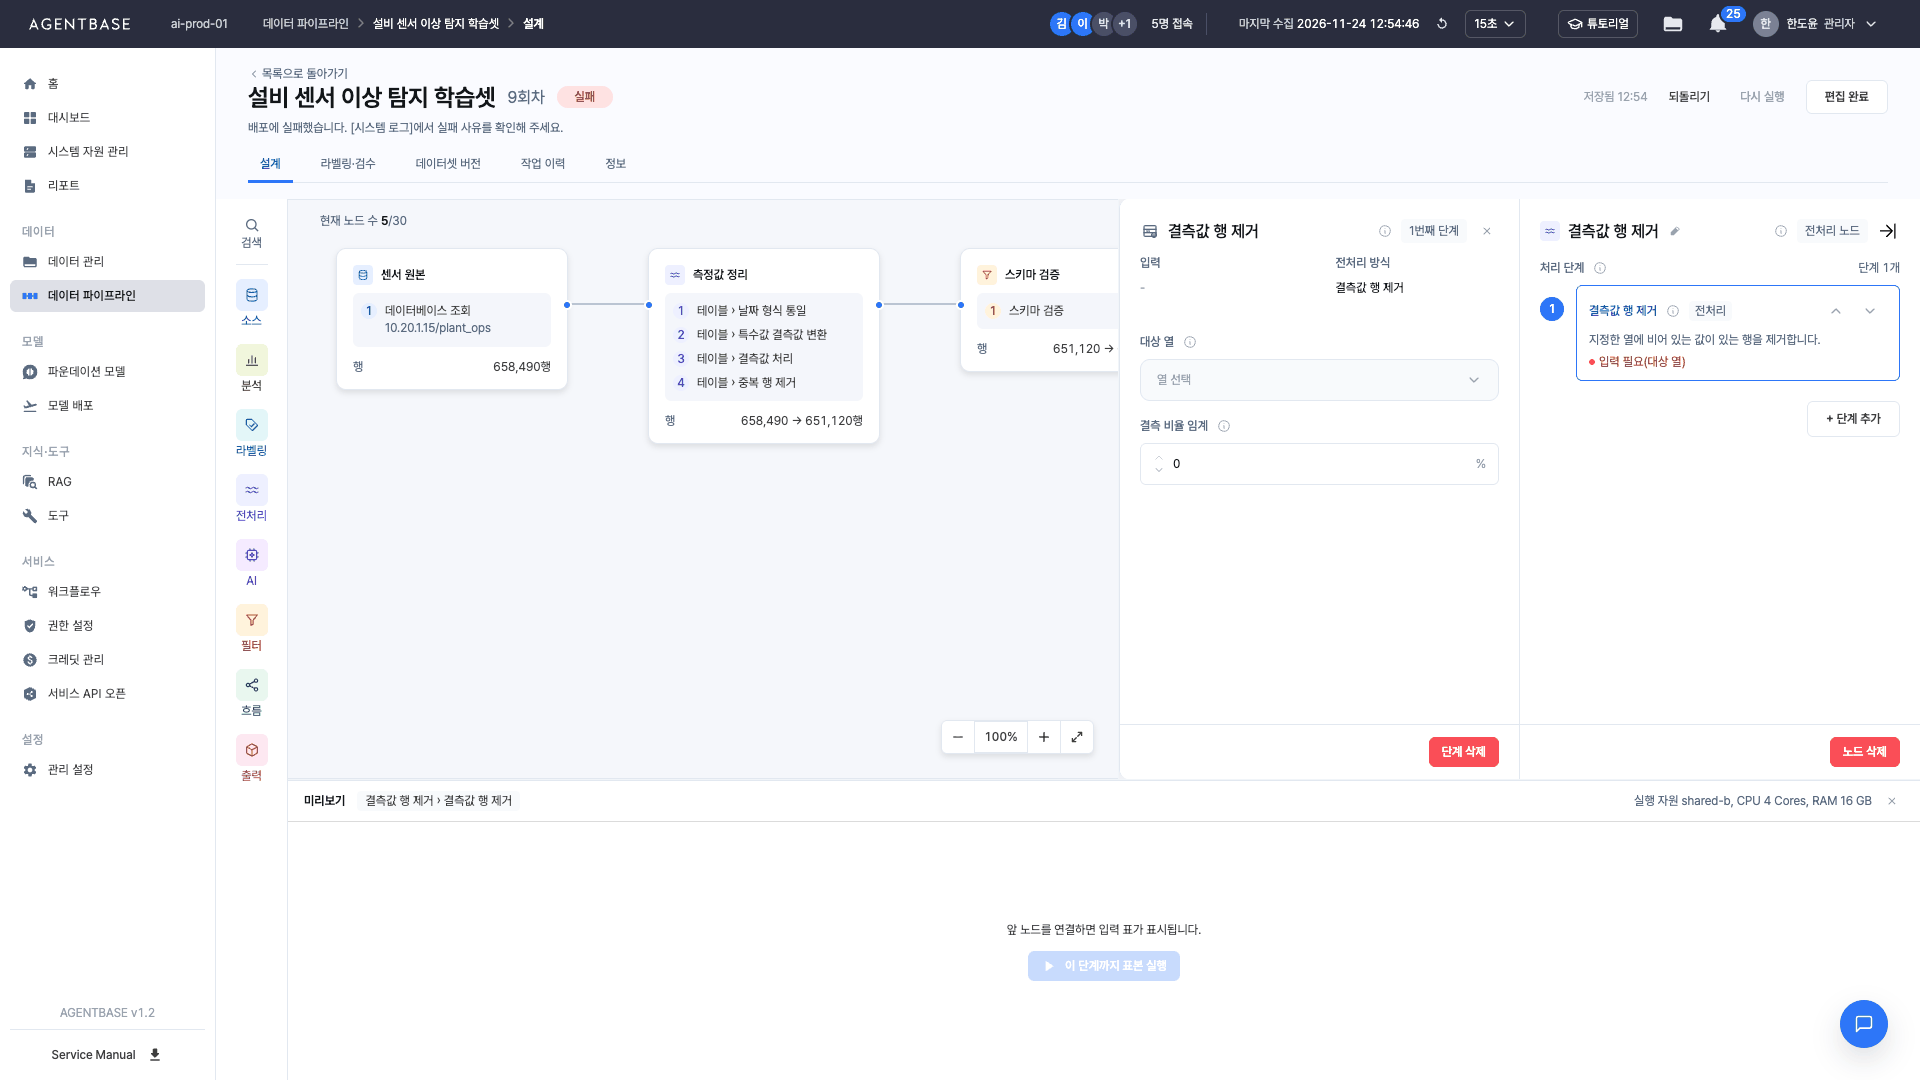 AGENTBASE
ai-prod-01
데이터 파이프라인 > 설비 센서 이상 탐지 학습셋 > 설계
김 이 박 +1 5명 접속
마지막 수집 2026-11-24 12:54:46
15초
튜토리얼
25
한 한도윤 관리자
홈
대시보드
시스템 자원 관리
리포트
데이터
데이터 관리
데이터 파이프라인
모델
파운데이션 모델
모델 배포
지식·도구
RAG
도구
서비스
워크플로우
권한 설정
크레딧 관리
서비스 API 오픈
설정
관리 설정
AGENTBASE v1.2
Service Manual
목록으로 돌아가기
설비 센서 이상 탐지 학습셋 9회차 실패
배포에 실패했습니다. [시스템 로그]에서 실패 사유를 확인해 주세요.
저장됨 12:54 되돌리기 다시 실행 편집 완료
설계 라벨링·검수 데이터셋 버전 작업 이력 정보
검색
소스
분석
라벨링
전처리
AI
필터
흐름
출력
현재 노드 수 5/30
센서 원본
1 데이터베이스 조회
10.20.1.15/plant_ops
행 658,490행
측정값 정리
1 테이블 › 날짜 형식 통일
2 테이블 › 특수값 결측값 변환
3 테이블 › 결측값 처리
4 테이블 › 중복 행 제거
행 658,490 → 651,120행
스키마 검증
1 스키마 검증
행 651,120 →
100%
결측값 행 제거 1번째 단계
입력 전처리 방식
- 결측값 행 제거
대상 열
열 선택
결측 비율 임계
0 %
단계 삭제
결측값 행 제거 전처리 노드
처리 단계 단계 1개
1 결측값 행 제거 전처리
지정한 열에 비어 있는 값이 있는 행을 제거합니다.
입력 필요(대상 열)
+ 단계 추가
노드 삭제
미리보기 결측값 행 제거 › 결측값 행 제거
실행 자원 shared-b, CPU 4 Cores, RAM 16 GB
앞 노드를 연결하면 입력 표가 표시됩니다.
이 단계까지 표본 실행